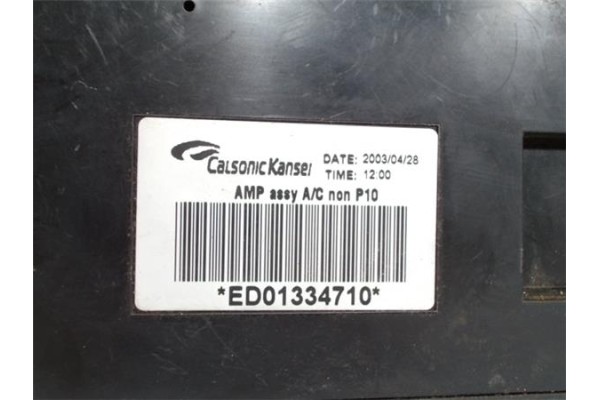 CalsonicKansei DATE: 2003/04/28
TIME: 12:00
AMP assy A/C non P10
*ED01334710*